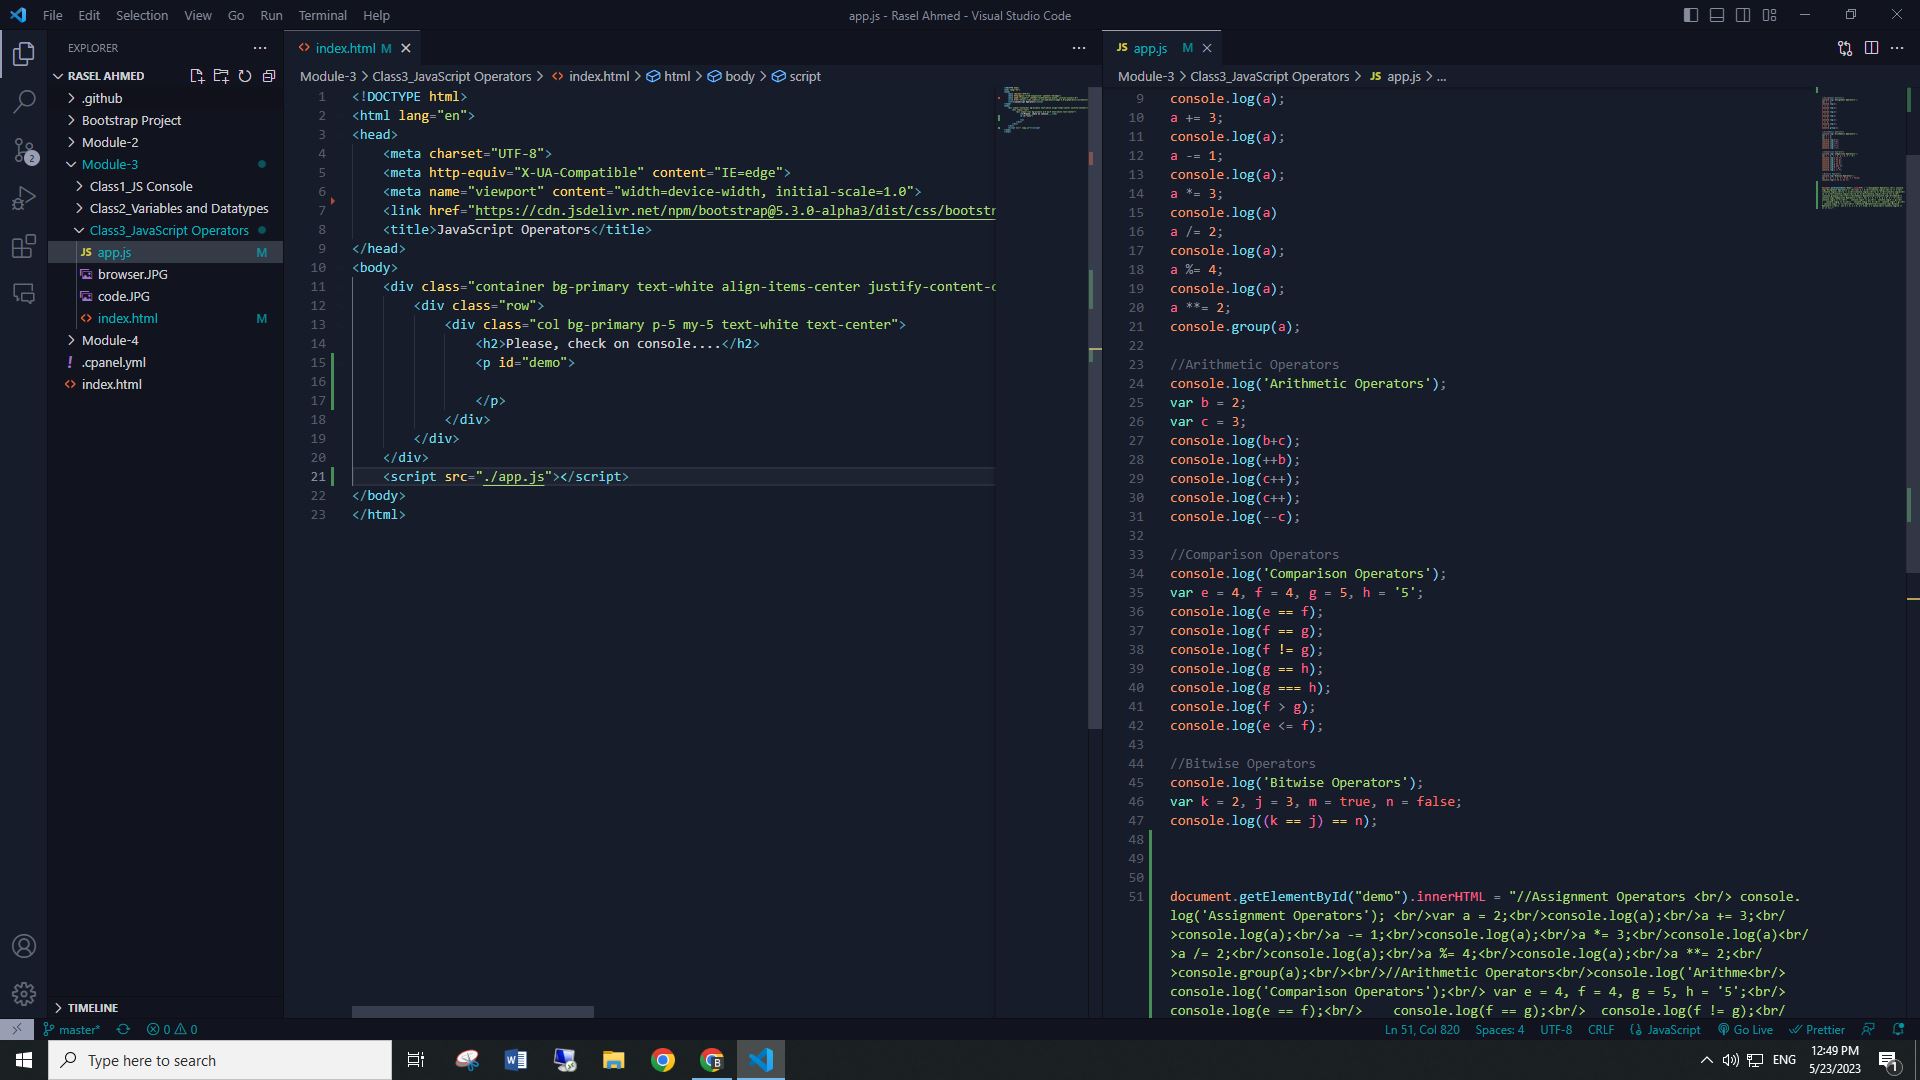 File Edit Selection View Go Run Terminal Help
app.js - Rasel Ahmed - Visual Studio Code
EXPLORER
RASEL AHMED
.github
Bootstrap Project
Module-2
Module-3
Class1_JS Console
Class2_Variables and Datatypes
Class3_JavaScript Operators
JS app.js M
browser.JPG
code.JPG
index.html M
Module-4
! .cpanel.yml
index.html
TIMELINE
2
index.html M
Module-3 > Class3_JavaScript Operators > index.html > html > body > script
1 <!DOCTYPE html>
2 <html lang="en">
3 <head>
4 <meta charset="UTF-8">
5 <meta http-equiv="X-UA-Compatible" content="IE=edge">
6 <meta name="viewport" content="width=device-width, initial-scale=1.0">
7 <link href="https://cdn.jsdelivr.net/npm/bootstrap@5.3.0-alpha3/dist/css/bootstr
8 <title>JavaScript Operators</title>
9 </head>
10 <body>
11 <div class="container bg-primary text-white align-items-center justify-content-c
12 <div class="row">
13 <div class="col bg-primary p-5 my-5 text-white text-center">
14 <h2>Please, check on console....</h2>
15 <p id="demo">
16
17 </p>
18 </div>
19 </div>
20 </div>
21 <script src="./app.js"></script>
22 </body>
23 </html>
JS app.js M
Module-3 > Class3_JavaScript Operators > JS app.js > ...
9 console.log(a);
10 a += 3;
11 console.log(a);
12 a -= 1;
13 console.log(a);
14 a *= 3;
15 console.log(a)
16 a /= 2;
17 console.log(a);
18 a %= 4;
19 console.log(a);
20 a **= 2;
21 console.group(a);
22
23 //Arithmetic Operators
24 console.log('Arithmetic Operators');
25 var b = 2;
26 var c = 3;
27 console.log(b+c);
28 console.log(++b);
29 console.log(c++);
30 console.log(c++);
31 console.log(--c);
32
33 //Comparison Operators
34 console.log('Comparison Operators');
35 var e = 4, f = 4, g = 5, h = '5';
36 console.log(e == f);
37 console.log(f == g);
38 console.log(f != g);
39 console.log(g == h);
40 console.log(g === h);
41 console.log(f > g);
42 console.log(e <= f);
43
44 //Bitwise Operators
45 console.log('Bitwise Operators');
46 var k = 2, j = 3, m = true, n = false;
47 console.log((k == j) == n);
48
49
50
51 document.getElementById("demo").innerHTML = "//Assignment Operators <br/> console.
log('Assignment Operators'); <br/>var a = 2;<br/>console.log(a);<br/>a += 3;<br/
>console.log(a);<br/>a -= 1;<br/>console.log(a);<br/>a *= 3;<br/>console.log(a)<br/
>a /= 2;<br/>console.log(a);<br/>a %= 4;<br/>console.log(a);<br/>a **= 2;<br/
>console.group(a);<br/><br/>//Arithmetic Operators<br/>console.log('Arithme<br/>
console.log('Comparison Operators');<br/> var e = 4, f = 4, g = 5, h = '5';<br/>
console.log(e == f);<br/> console.log(f == g);<br/> console.log(f != g);<br/
master* 0 0
Ln 51, Col 820 Spaces: 4 UTF-8 CRLF JavaScript Go Live Prettier
Type here to search
ENG 12:49 PM
5/23/2023
1